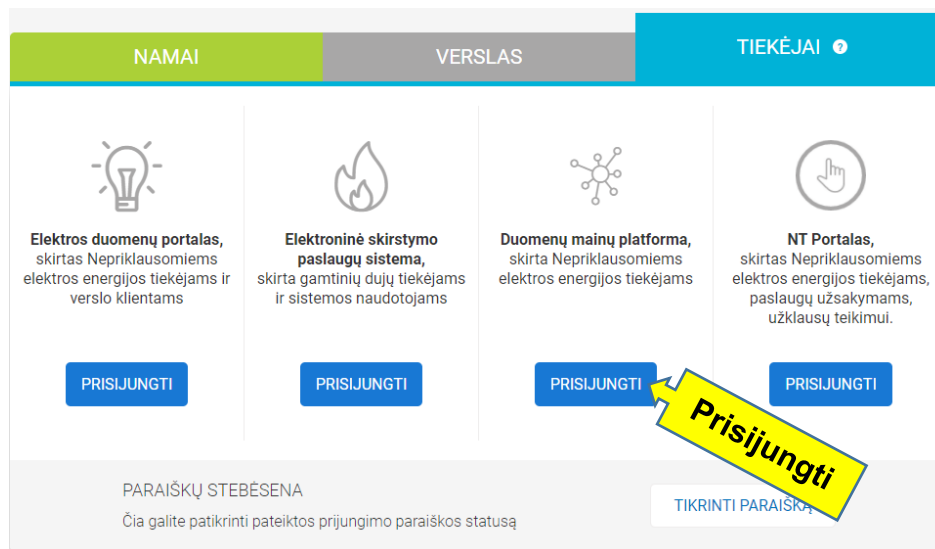 NAMAI
VERSLAS
TIEKĖJAI ?
Elektros duomenų portalas,
skirtas Nepriklausomiems
elektros energijos tiekėjams ir
verslo klientams
PRISIJUNGTI
Elektroninė skirstymo
paslaugų sistema,
skirta gamtinių dujų tiekėjams
ir sistemos naudotojams
PRISIJUNGTI
Duomenų mainų platforma,
skirta Nepriklausomiems
elektros energijos tiekėjams
PRISIJUNGTI
NT Portalas,
skirtas Nepriklausomiems
elektros energijos tiekėjams,
paslaugų užsakymams,
užklausų teikimui.
PRISIJUNGTI
Prisijungti
PARAIŠKŲ STEBĖSENA
Čia galite patikrinti pateiktos prijungimo paraiškos statusą
TIKRINTI PARAIŠKĄ